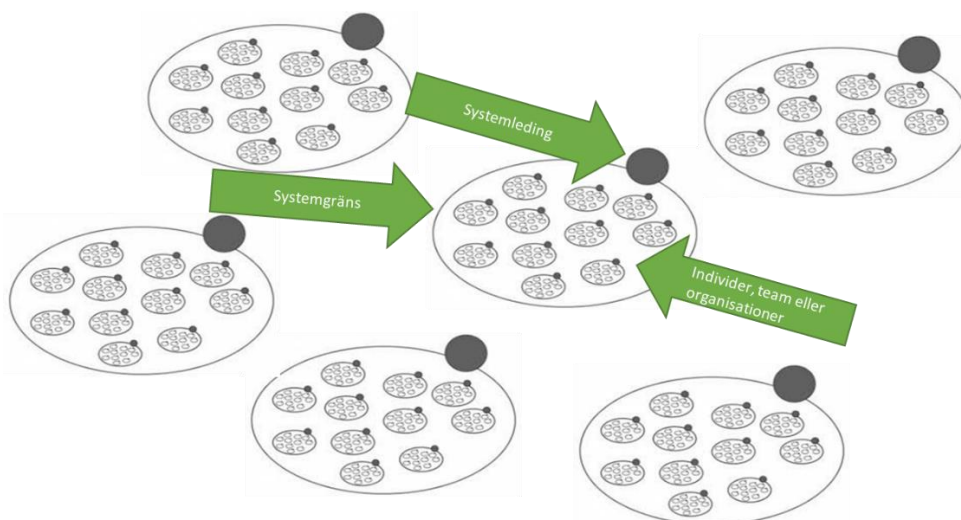 Systemleding
Systemgräns
Individer, team eller
organisationer